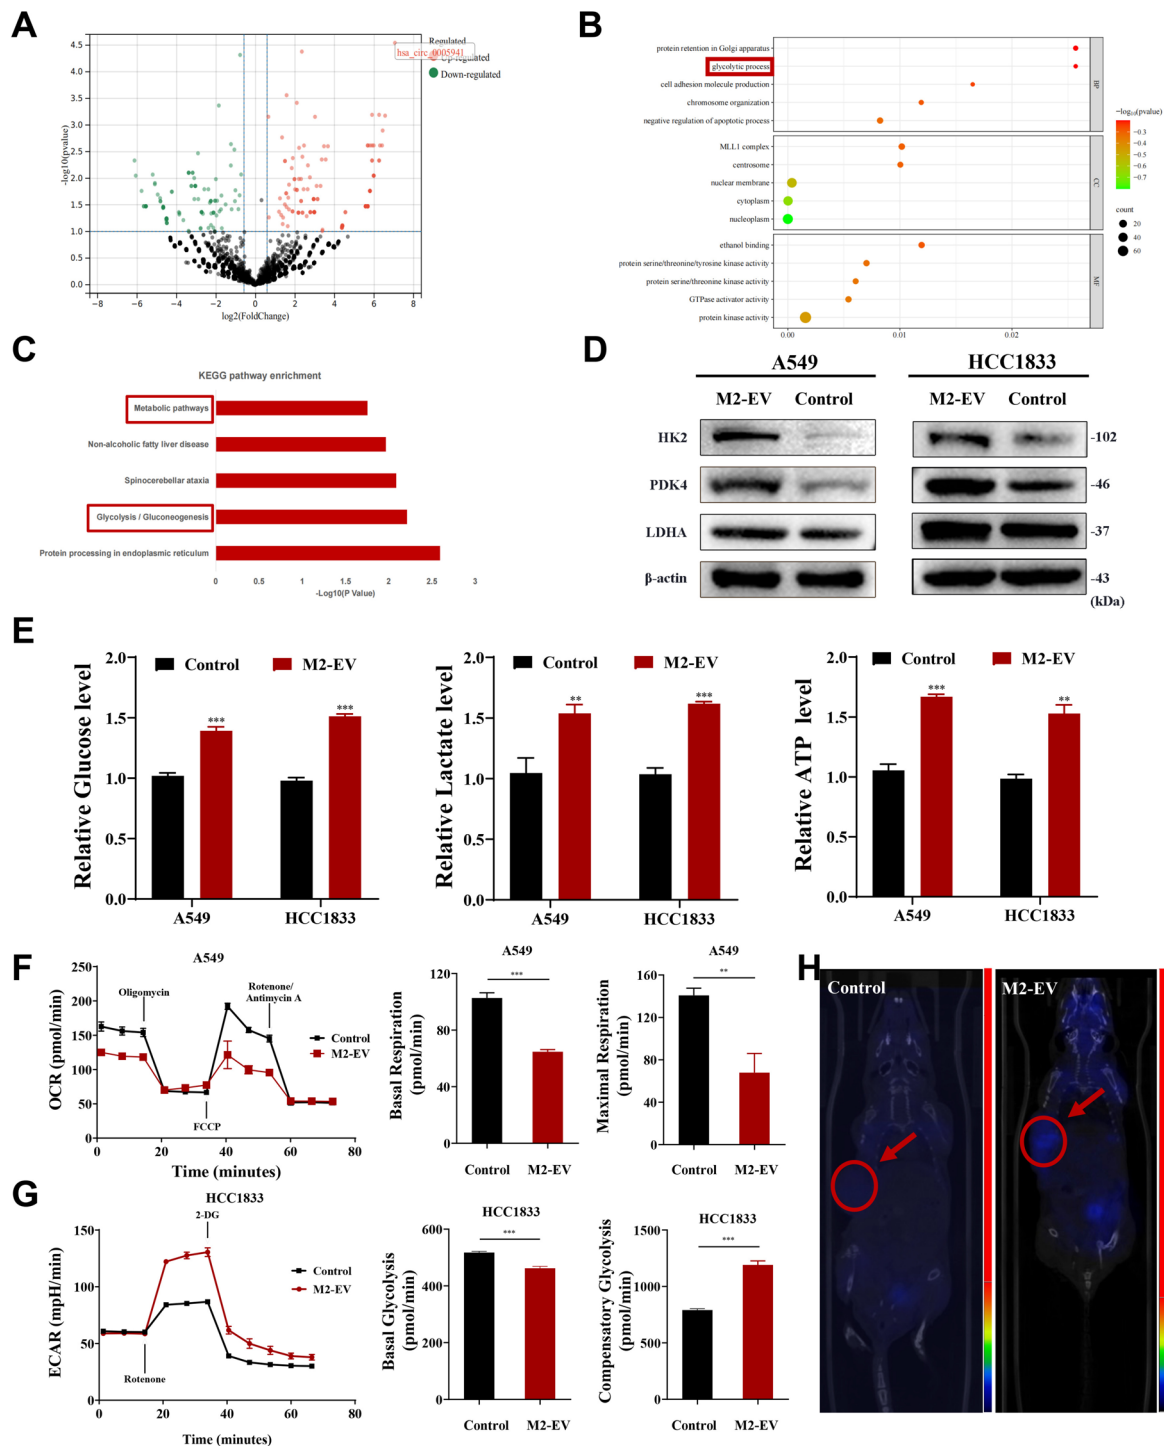 A
Regulated
hsa_circ_0005941
Up-regulated
Down-regulated
4.5
4.0
3.5
3.0
2.5
2.0
1.5
1.0
0.5
0.0
-log10(pvalue)
−8
−6
−4
−2
0
2
4
6
8
log2(FoldChange)
B
protein retention in Golgi apparatus
glycolytic process
cell adhesion molecule production
chromosome organization
negative regulation of apoptotic process
BP
MLL1 complex
centrosome
nuclear membrane
cytoplasm
nucleoplasm
CC
ethanol binding
protein serine/threonine/tyrosine kinase activity
protein serine/threonine kinase activity
GTPase activator activity
protein kinase activity
MF
0.00
0.01
0.02
−log₁₀(pvalue)
−0.3
−0.4
−0.5
−0.6
−0.7
count
20
40
60
C
KEGG pathway enrichment
Metabolic pathways
Non-alcoholic fatty liver disease
Spinocerebellar ataxia
Glycolysis / Gluconeogenesis
Protein processing in endoplasmic reticulum
0
0.5
1
1.5
2
2.5
3
-Log10(P Value)
D
A549
HCC1833
M2-EV
Control
M2-EV
Control
HK2
-102
PDK4
-46
LDHA
-37
β-actin
-43
(kDa)
E
Control
M2-EV
Relative Glucose level
2.0
1.5
1.0
0.5
0.0
***
***
A549
HCC1833
Control
M2-EV
Relative Lactate level
2.0
1.5
1.0
0.5
0.0
**
***
A549
HCC1833
Control
M2-EV
Relative ATP level
2.0
1.5
1.0
0.5
0.0
***
**
A549
HCC1833
F
A549
OCR (pmol/min)
250
200
150
100
50
0
Oligomycin
Rotenone/
Antimycin A
FCCP
Control
M2-EV
0
20
40
60
80
Time (minutes)
A549
Basal Respiration
(pmol/min)
120
80
40
0
***
Control
M2-EV
A549
Maximal Respiration
(pmol/min)
160
120
80
40
0
**
Control
M2-EV
G
HCC1833
2-DG
ECAR (mpH/min)
150
100
50
0
Rotenone
Control
M2-EV
0
20
40
60
80
Time (minutes)
HCC1833
Basal Glycolysis
(pmol/min)
600
400
200
0
***
Control
M2-EV
HCC1833
Compensatory Glycolysis
(pmol/min)
1500
1000
500
0
***
Control
M2-EV
H
Control
M2-EV